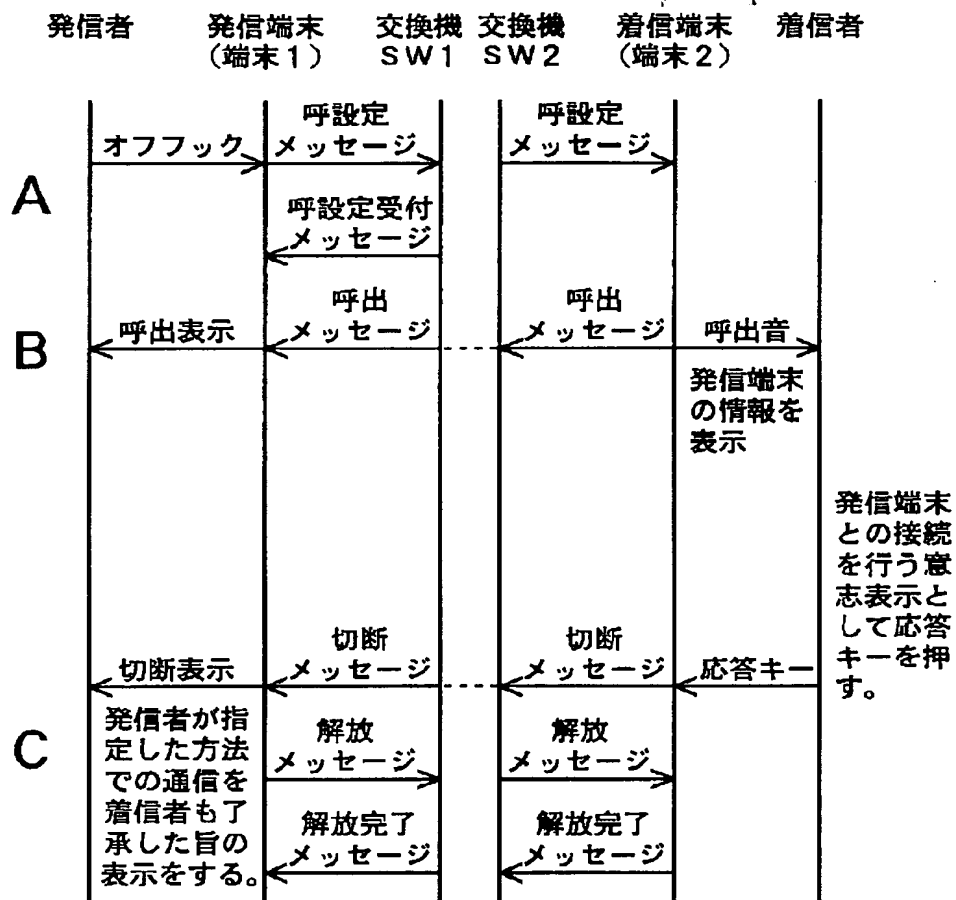 発信者 発信端末 交換機 交換機 着信端末 着信者
(端末1) SW1 SW2 (端末2)
呼設定 呼設定
オフフック メッセージ メッセージ
A
呼設定受付
メッセージ
呼出 呼出
B 呼出表示 メッセージ メッセージ 呼出音
発信端末
の情報を
表示
発信端末
との接続
を行う意
志表示と
して応答
キーを押
す。
切断 切断
切断表示 メッセージ メッセージ 応答キー
C
発信者が指
定した方法
での通信を
着信者も了
承した旨の
表示をする。
解放 解放
メッセージ メッセージ
解放完了 解放完了
メッセージ メッセージ